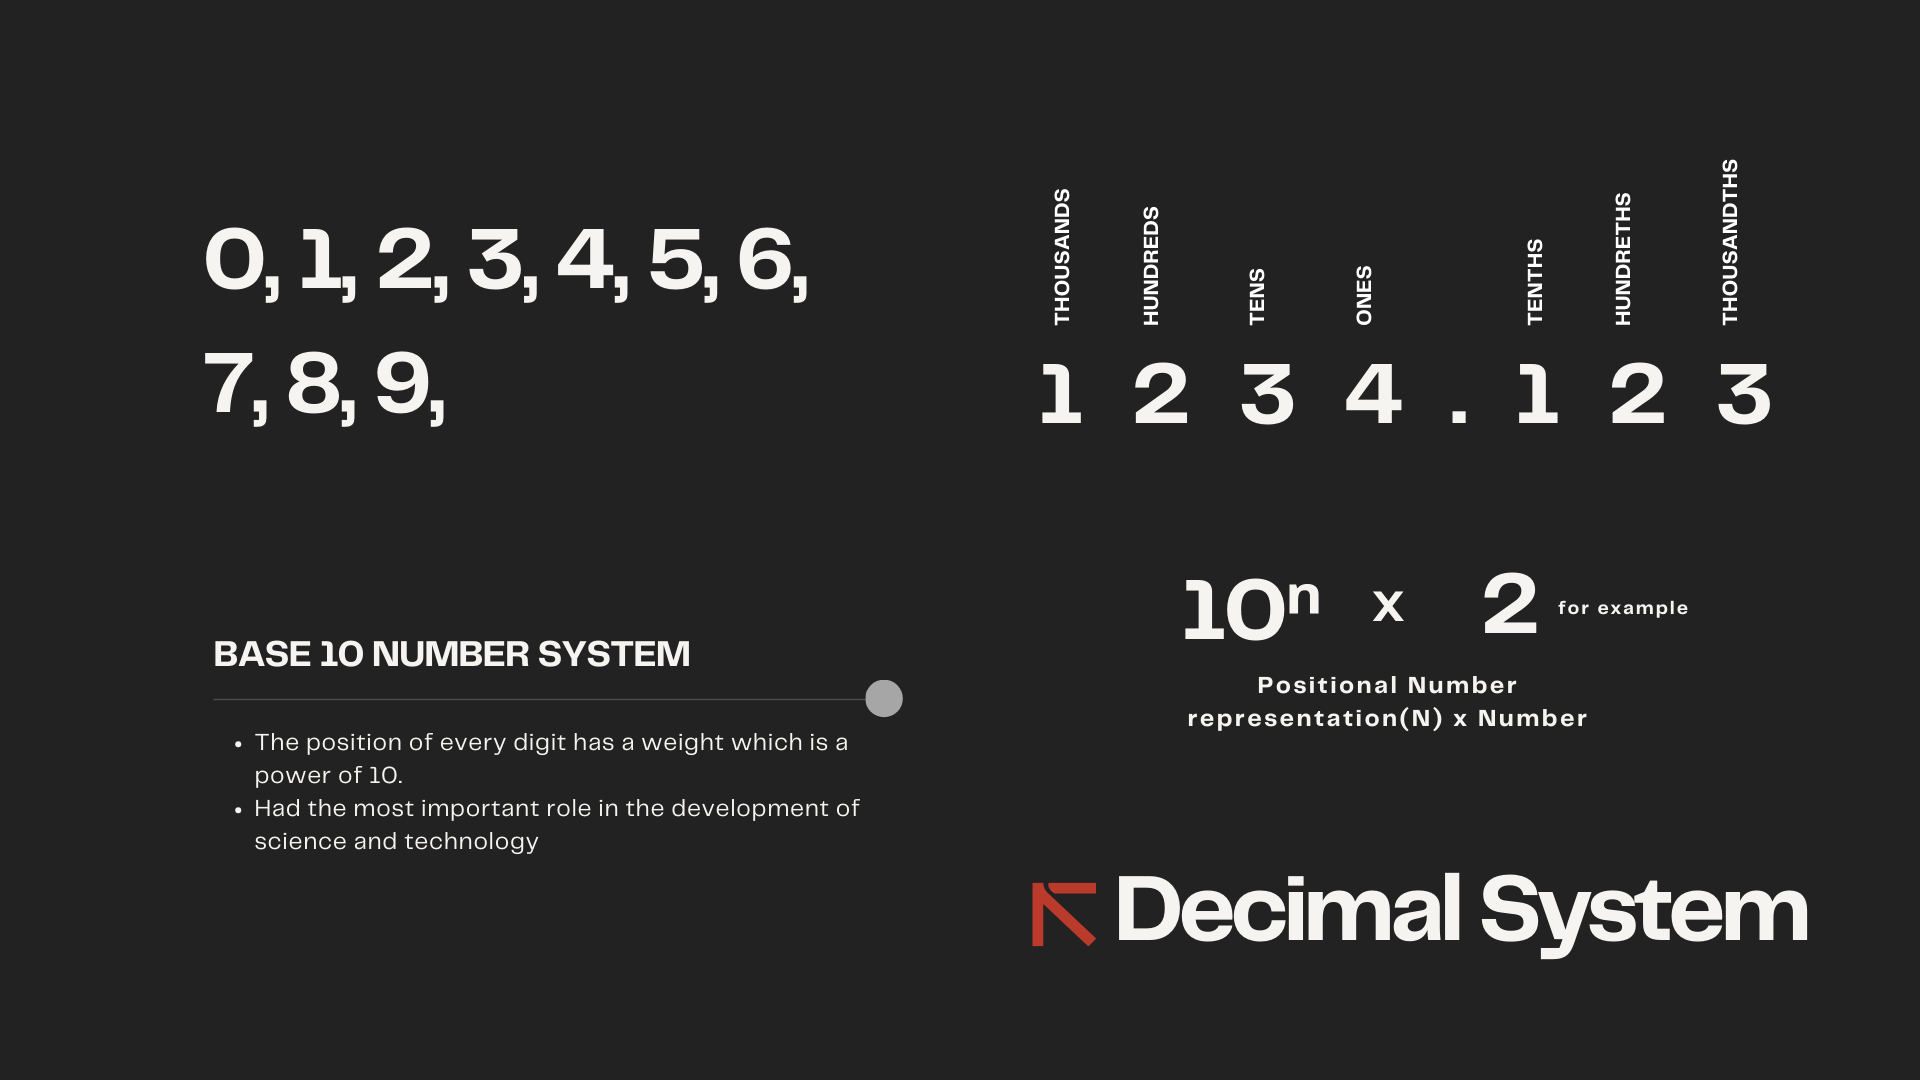 0, 1, 2, 3, 4, 5, 6,
7, 8, 9,
BASE 10 NUMBER SYSTEM
• The position of every digit has a weight which is a
power of 10.
• Had the most important role in the development of
science and technology
THOUSANDS HUNDREDS TENS ONES TENTHS HUNDRETHS THOUSANDTHS
1 2 3 4 . 1 2 3
10ⁿ x 2 for example
Positional Number
representation(N) x Number
Decimal System